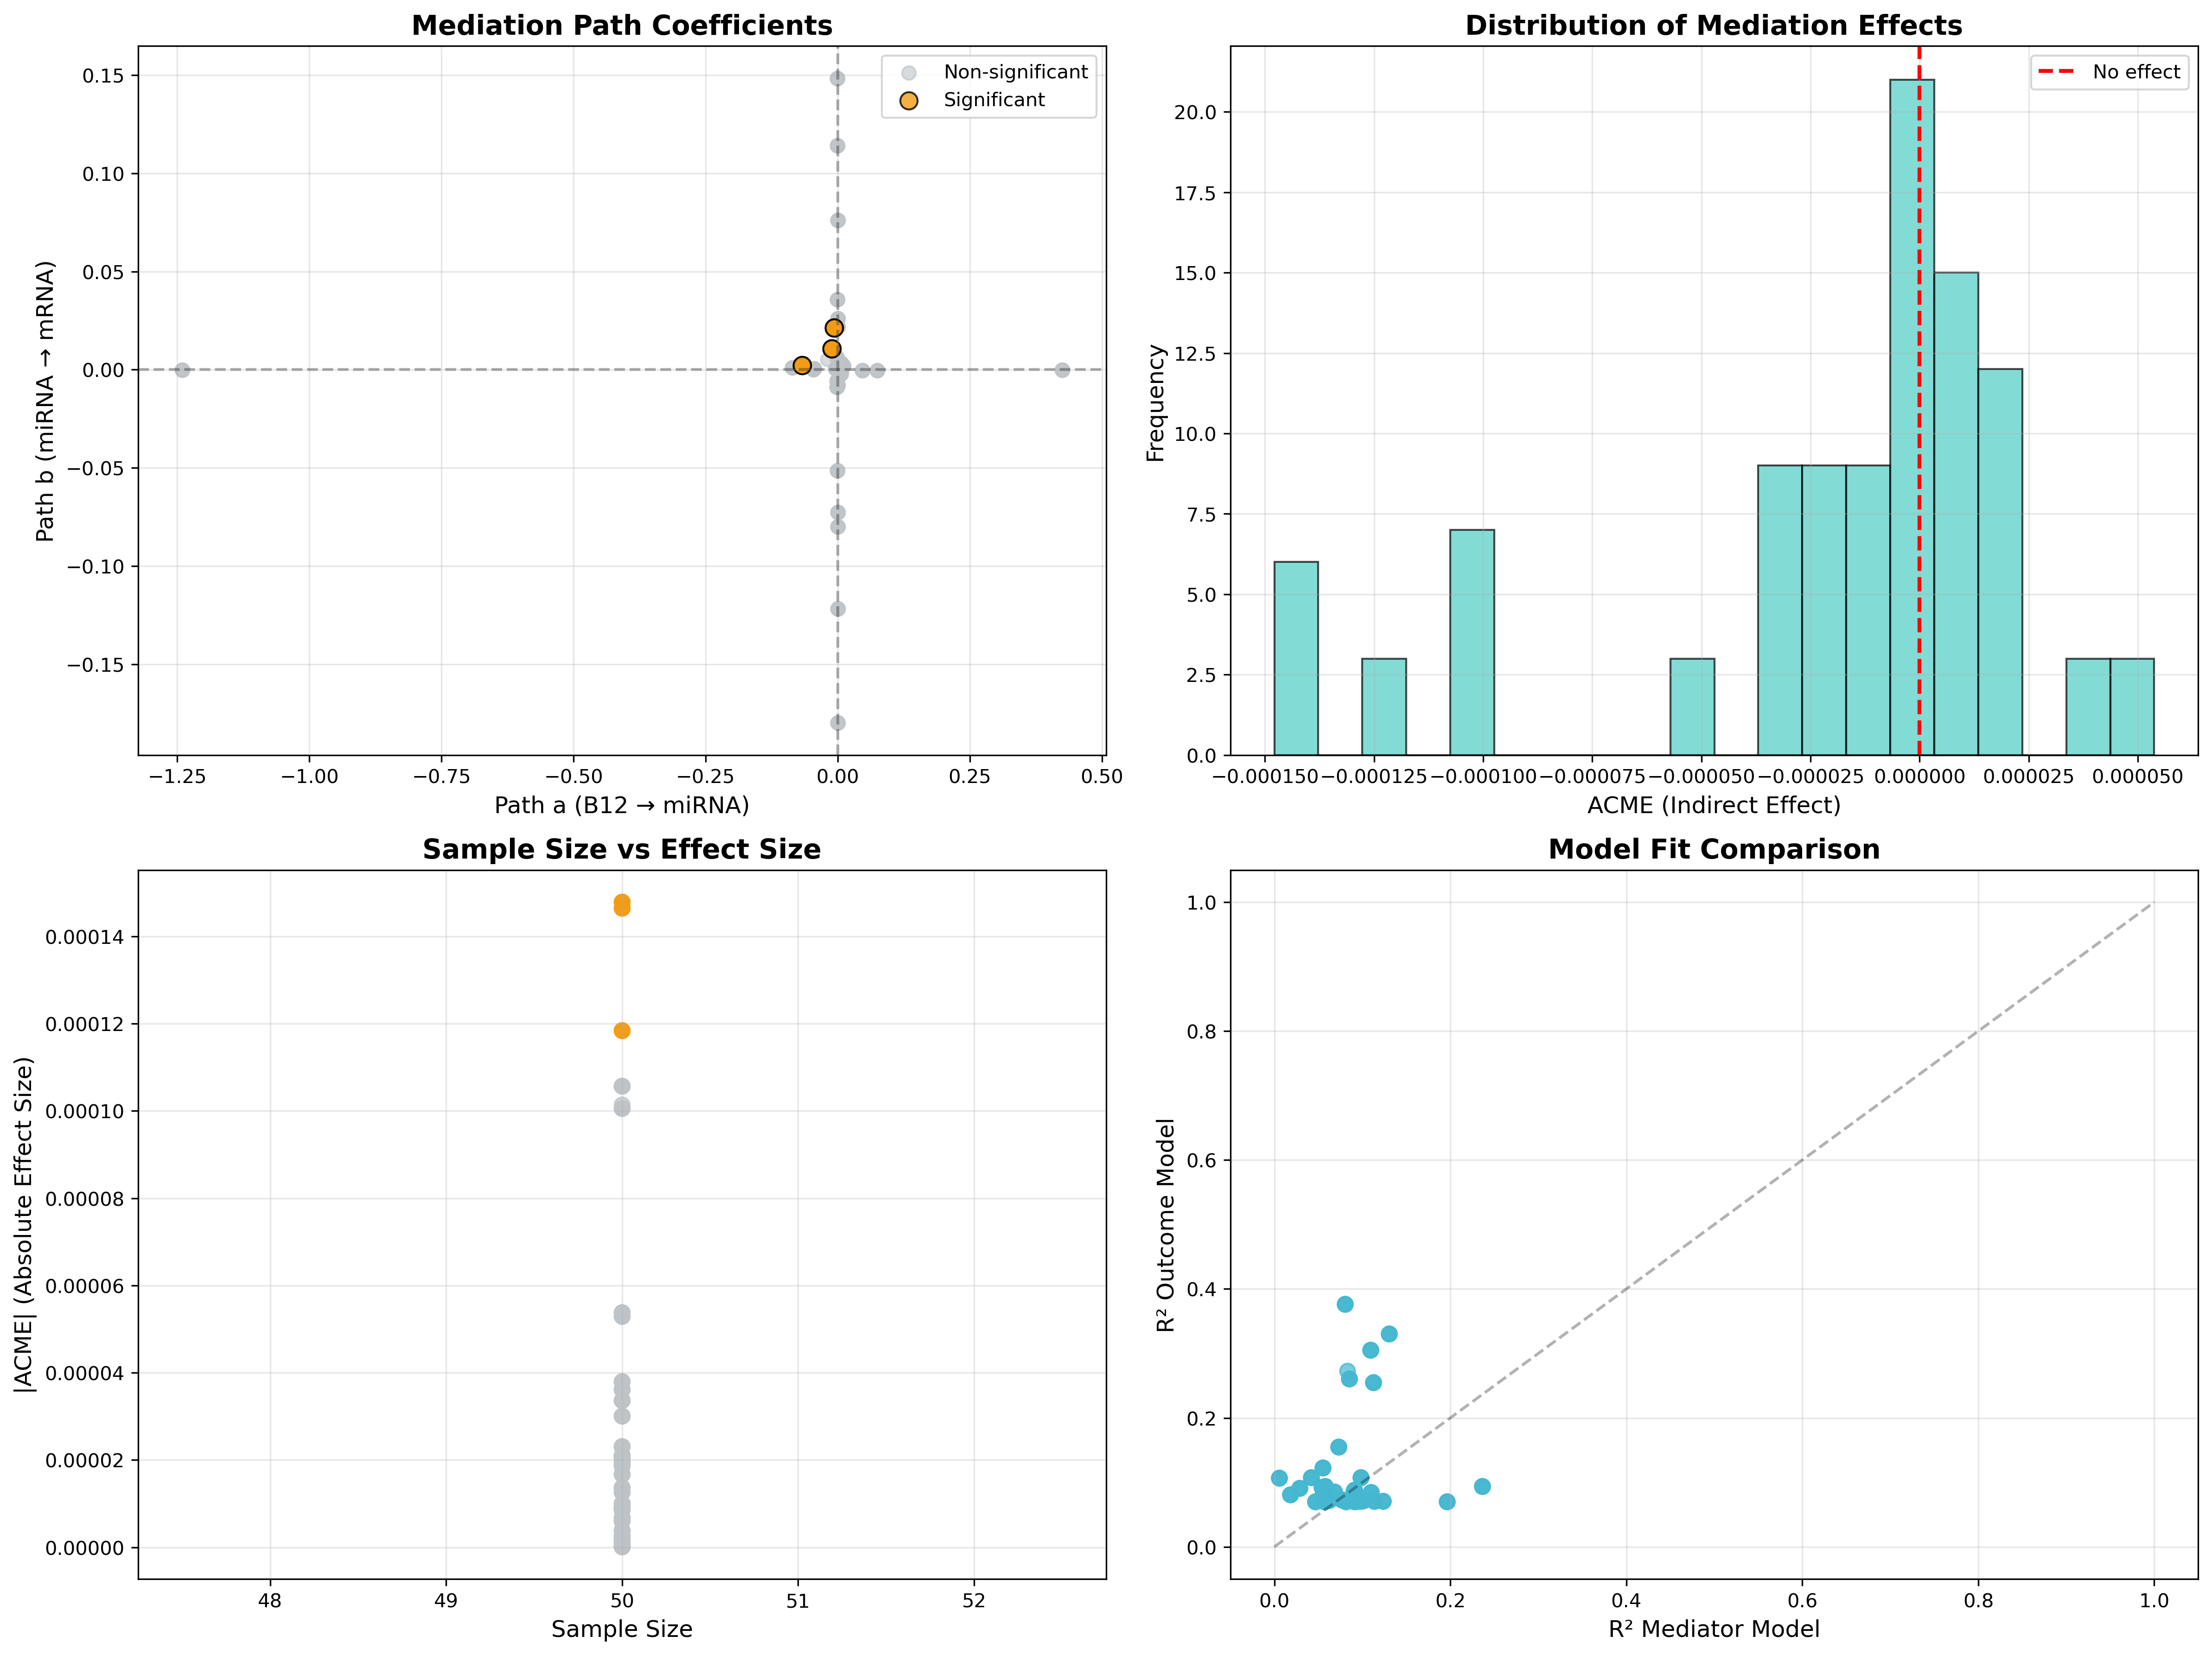 Mediation Path Coefficients
Non-significant
Significant
0.15
0.10
0.05
0.00
−0.05
−0.10
−0.15
Path b (miRNA → mRNA)
−1.25 −1.00 −0.75 −0.50 −0.25 0.00 0.25 0.50
Path a (B12 → miRNA)
Distribution of Mediation Effects
No effect
20.0
17.5
15.0
12.5
10.0
7.5
5.0
2.5
0.0
Frequency
−0.000150 −0.000125 −0.000100 −0.000075 −0.000050 −0.000025 0.000000 0.000025 0.000050
ACME (Indirect Effect)
Sample Size vs Effect Size
0.00014
0.00012
0.00010
0.00008
0.00006
0.00004
0.00002
0.00000
|ACME| (Absolute Effect Size)
48 49 50 51 52
Sample Size
Model Fit Comparison
1.0
0.8
0.6
0.4
0.2
0.0
R² Outcome Model
0.0 0.2 0.4 0.6 0.8 1.0
R² Mediator Model